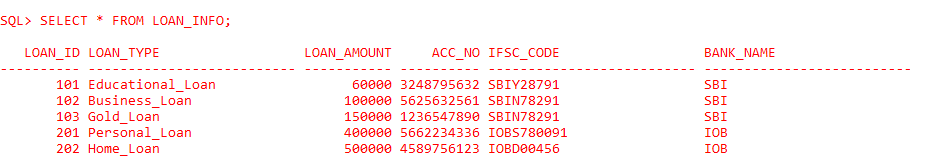 SQL> SELECT * FROM LOAN_INFO;
LOAN_ID LOAN_TYPE LOAN_AMOUNT ACC_NO IFSC_CODE BANK_NAME
---------- ------------------------- ----------- ---------- ------------------------- -------------------------
101 Educational_Loan 60000 3248795632 SBIY28791 SBI
102 Business_Loan 100000 5625632561 SBIN78291 SBI
103 Gold_Loan 150000 1236547890 SBIN78291 SBI
201 Personal_Loan 400000 5662234336 IOBS780091 IOB
202 Home_Loan 500000 4589756123 IOBD00456 IOB